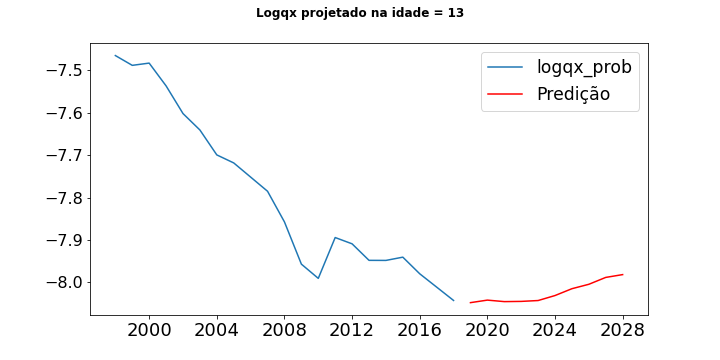 Logqx projetado na idade = 13
logqx_prob
Predição
−7.5
−7.6
−7.7
−7.8
−7.9
−8.0
2000 2004 2008 2012 2016 2020 2024 2028